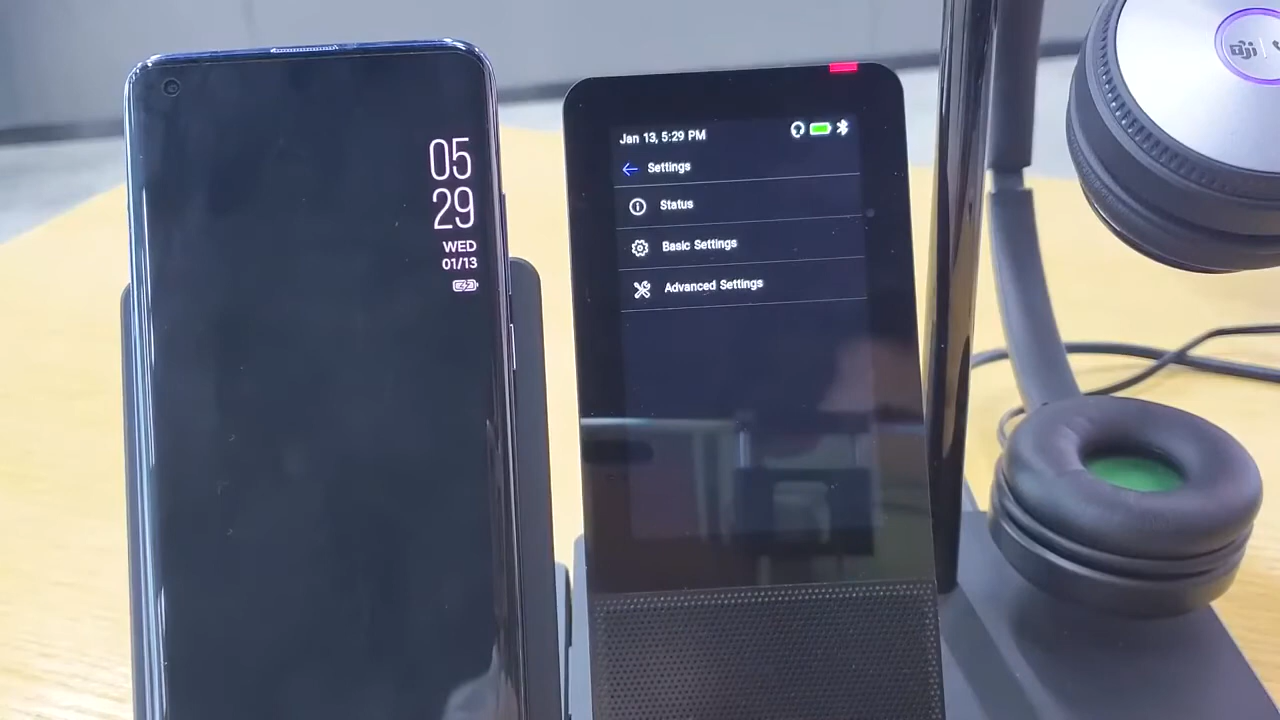 05
29
WED
01/13
Jan 13, 5:29 PM
Settings
Status
Basic Settings
Advanced Settings